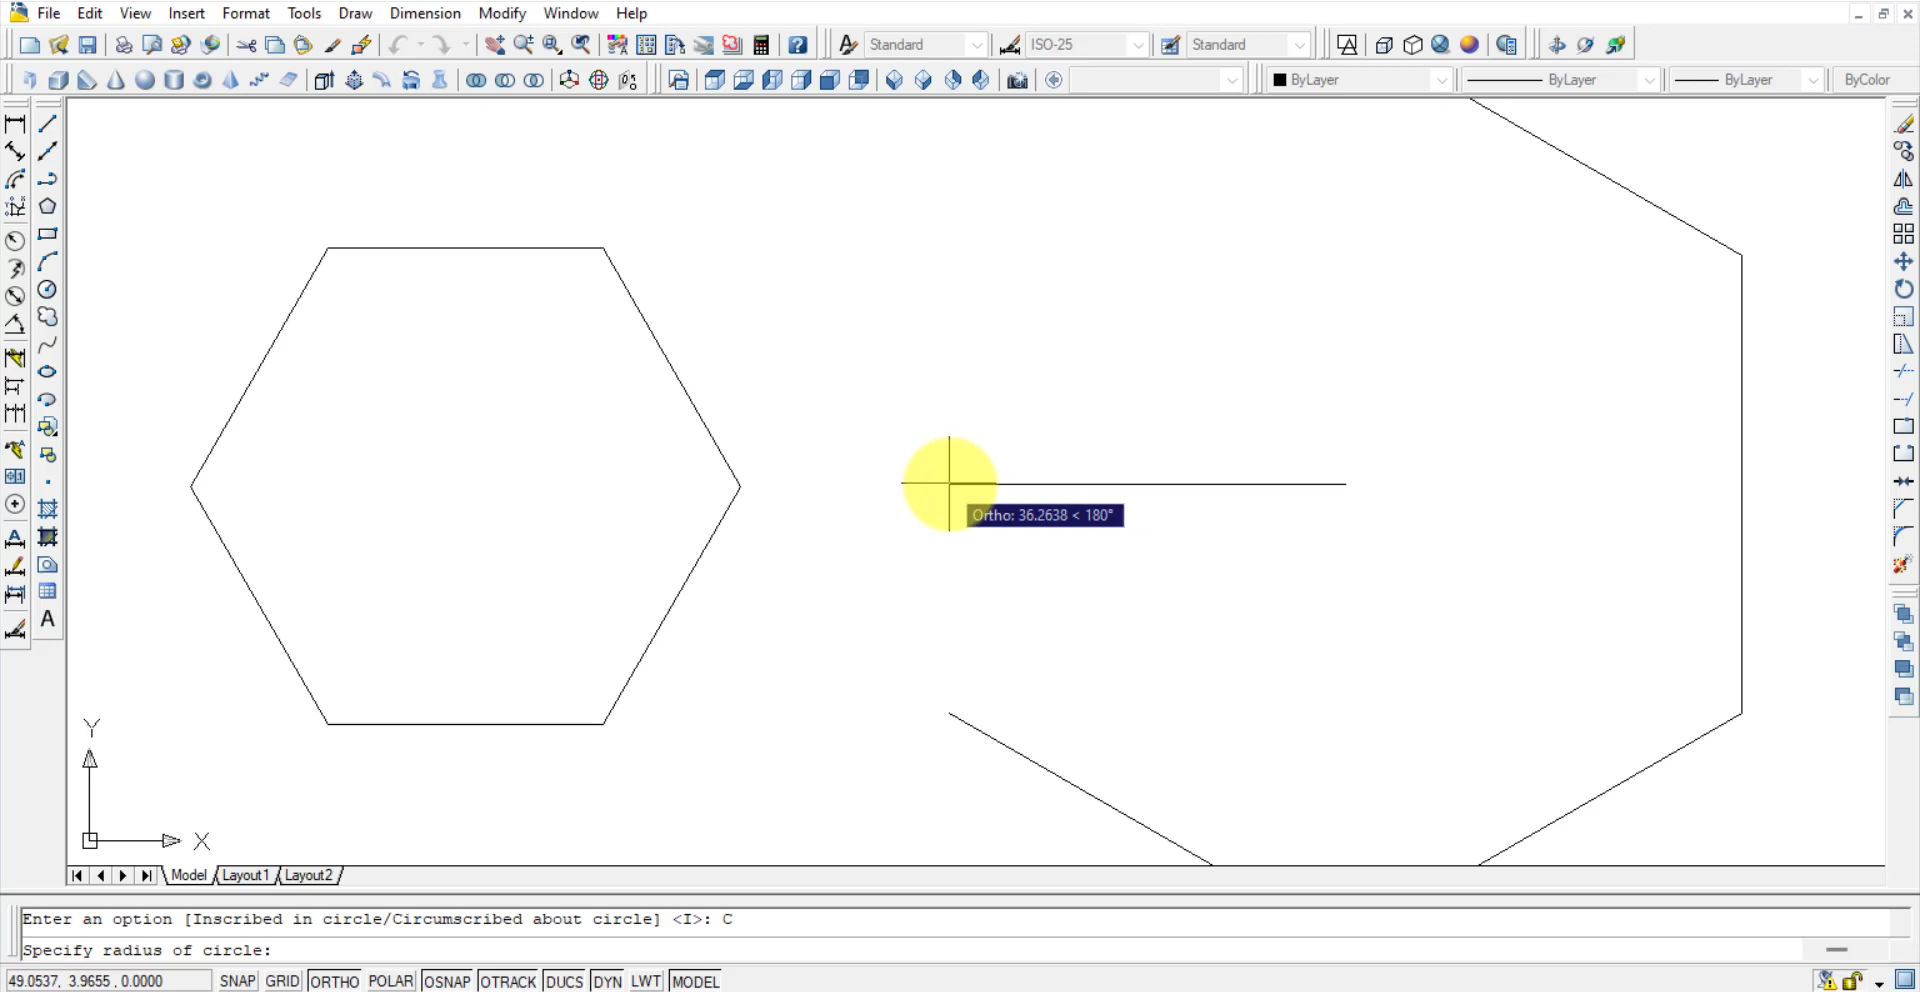 File Edit View Insert Format Tools Draw Dimension Modify Window Help
Standard ISO-25 Standard
ByLayer ByLayer ByLayer ByColor
Ortho: 36.2638 < 180°
A
Y
X
Model Layout1 Layout2
Enter an option [Inscribed in circle/Circumscribed about circle] <I>: C
Specify radius of circle:
49.0537, 3.9655 , 0.0000 SNAP GRID ORTHO POLAR OSNAP OTRACK DUCS DYN LWT MODEL